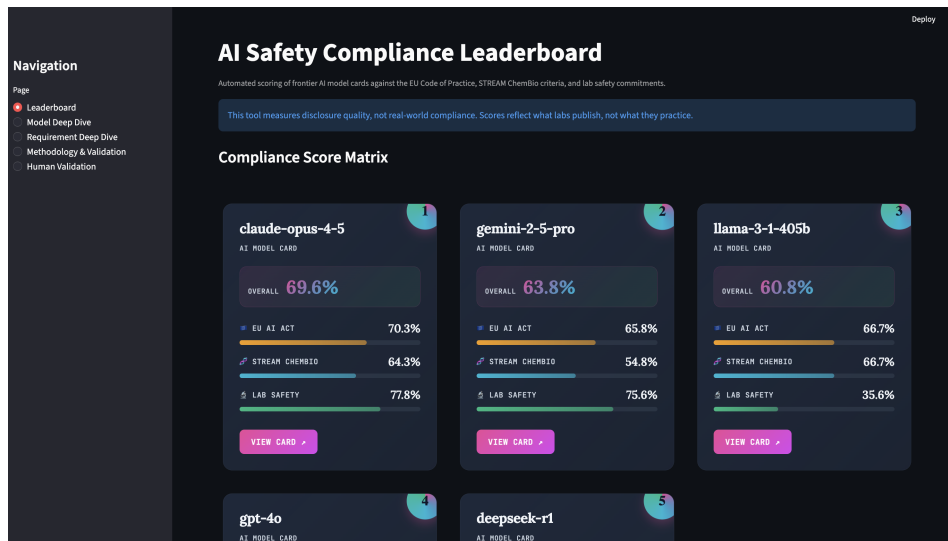 Deploy
Navigation
Page
Leaderboard
Model Deep Dive
Requirement Deep Dive
Methodology & Validation
Human Validation
AI Safety Compliance Leaderboard
Automated scoring of frontier AI model cards against the EU Code of Practice, STREAM ChemBio criteria, and lab safety commitments.
This tool measures disclosure quality, not real-world compliance. Scores reflect what labs publish, not what they practice.
Compliance Score Matrix
1
claude-opus-4-5
AI MODEL CARD
OVERALL 69.6%
EU AI ACT 70.3%
STREAM CHEMBIO 64.3%
LAB SAFETY 77.8%
VIEW CARD ↗
2
gemini-2-5-pro
AI MODEL CARD
OVERALL 63.8%
EU AI ACT 65.8%
STREAM CHEMBIO 54.8%
LAB SAFETY 75.6%
VIEW CARD ↗
3
llama-3-1-405b
AI MODEL CARD
OVERALL 60.8%
EU AI ACT 66.7%
STREAM CHEMBIO 66.7%
LAB SAFETY 35.6%
VIEW CARD ↗
4
gpt-4o
AI MODEL CARD
5
deepseek-r1
AI MODEL CARD